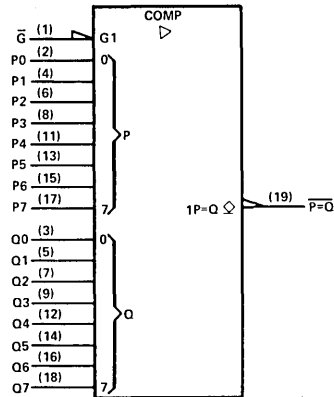 COMP
G̅ (1) G1
P0 (2) 0
P1 (4)
P2 (6)
P3 (8)
P4 (11)
P5 (13)
P6 (15)
P7 (17) 7
P
1P=Q (19) P̅=̅Q̅
Q0 (3) 0
Q1 (5)
Q2 (7)
Q3 (9)
Q4 (12)
Q5 (14)
Q6 (16)
Q7 (18) 7
Q